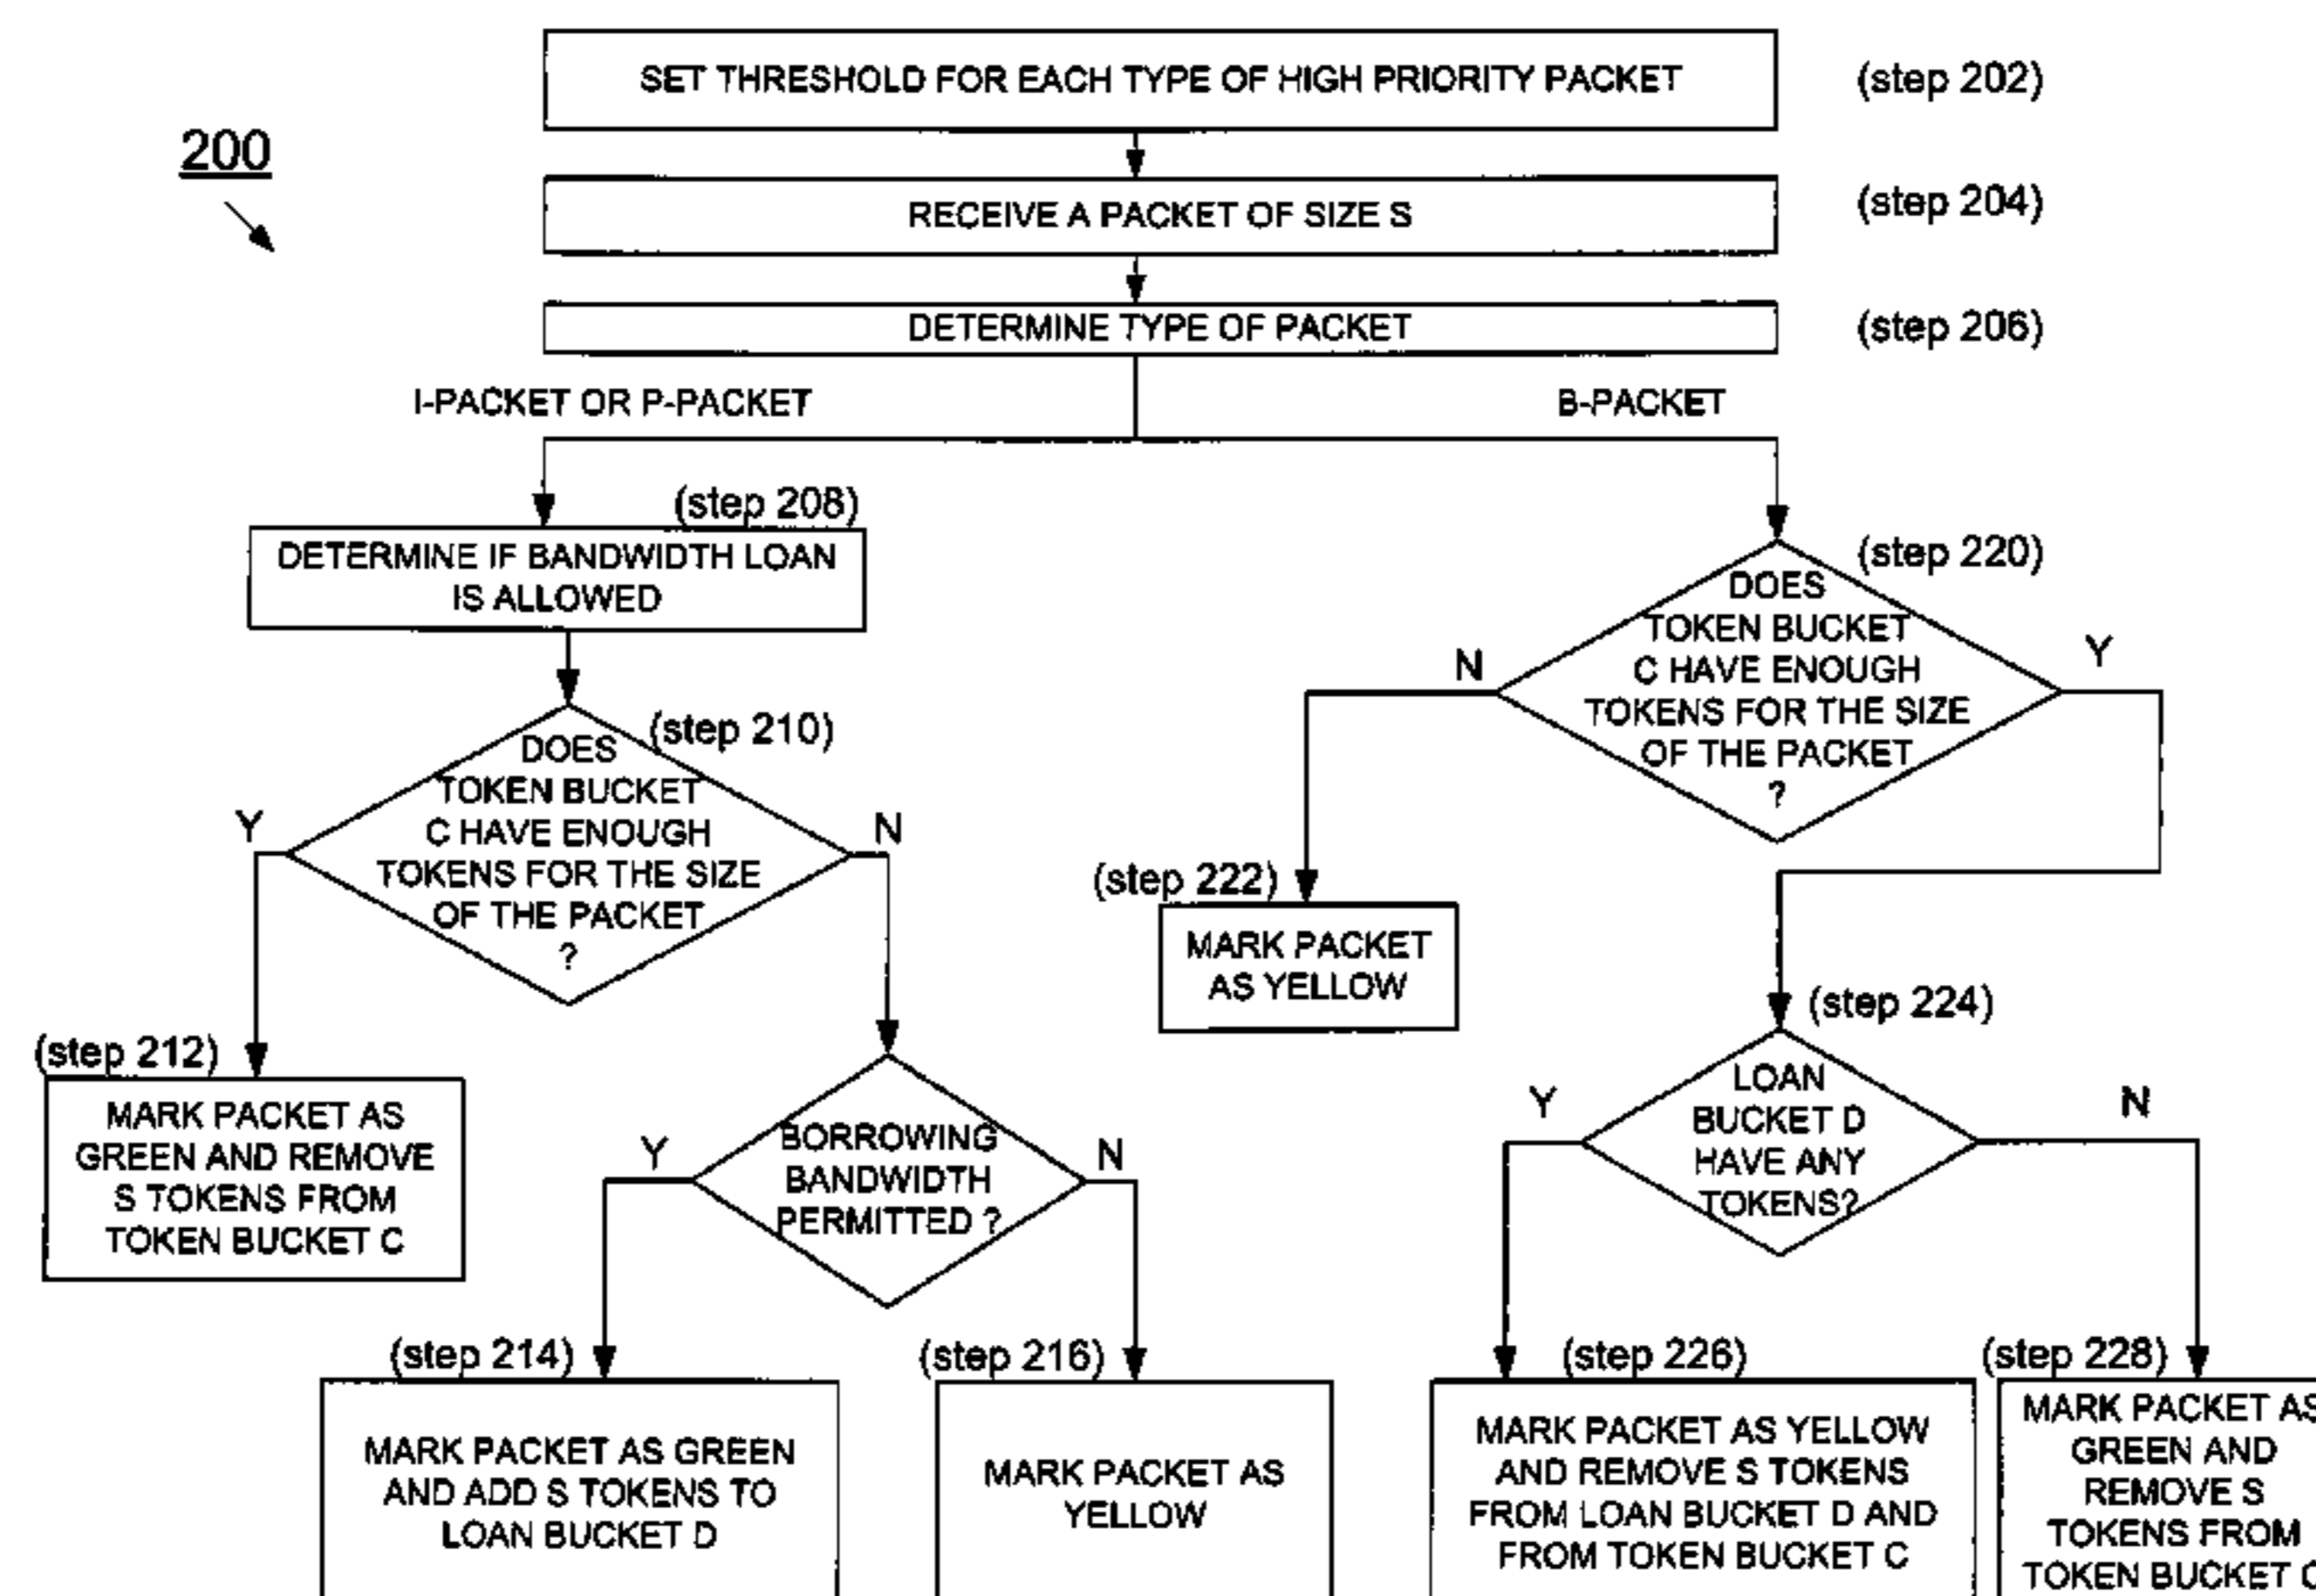 SET THRESHOLD FOR EACH TYPE OF HIGH PRIORITY PACKET
(step 202)
200
RECEIVE A PACKET OF SIZE S
(step 204)
DETERMINE TYPE OF PACKET
(step 206)
I-PACKET OR P-PACKET
B-PACKET
(step 208)
DETERMINE IF BANDWIDTH LOAN
IS ALLOWED
(step 220)
DOES
TOKEN BUCKET
C HAVE ENOUGH
TOKENS FOR THE SIZE
OF THE PACKET
?
N
Y
(step 210)
DOES
TOKEN BUCKET
C HAVE ENOUGH
TOKENS FOR THE SIZE
OF THE PACKET
?
Y
N
(step 222)
MARK PACKET
AS YELLOW
(step 224)
LOAN
BUCKET D
HAVE ANY
TOKENS?
Y
N
(step 212)
MARK PACKET AS
GREEN AND REMOVE
S TOKENS FROM
TOKEN BUCKET C
BORROWING
BANDWIDTH
PERMITTED ?
Y
N
(step 214)
MARK PACKET AS GREEN
AND ADD S TOKENS TO
LOAN BUCKET D
(step 216)
MARK PACKET AS
YELLOW
(step 226)
MARK PACKET AS YELLOW
AND REMOVE S TOKENS
FROM LOAN BUCKET D AND
FROM TOKEN BUCKET C
(step 228)
MARK PACKET AS
GREEN AND
REMOVE S
TOKENS FROM
TOKEN BUCKET C